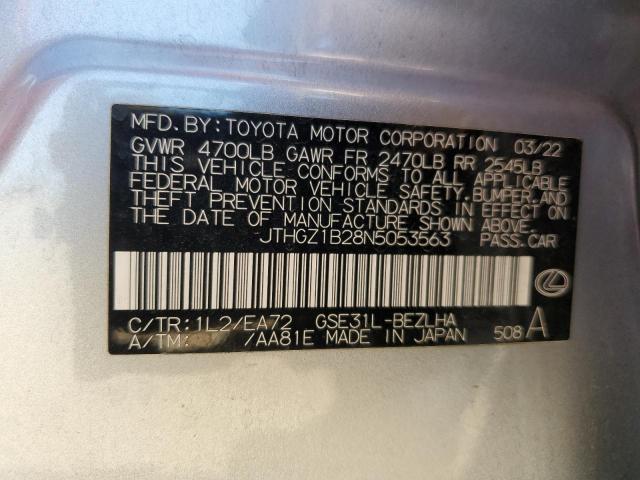 MFD. BY: TOYOTA MOTOR CORPORATION 03/22
GVWR 4700LB GAWR FR 2470LB RR 2545LB
THIS VEHICLE CONFORMS TO ALL APPLICABLE
FEDERAL MOTOR VEHICLE SAFETY, BUMPER, AND
THEFT PREVENTION STANDARDS IN EFFECT ON
THE DATE OF MANUFACTURE SHOWN ABOVE.
JTHGZ1B28N5053563 PASS.CAR
C/TR:1L2/EA72 GSE31L-BEZLHA
A/TM: /AA81E MADE IN JAPAN 508 A